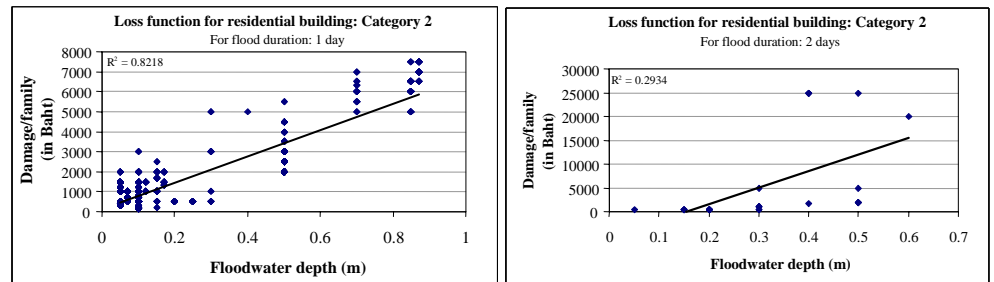 Loss function for residential building: Category 2
For flood duration: 1 day
R² = 0.8218
8000
7000
6000
5000
4000
3000
2000
1000
0
Damage/family
(in Baht)
0 0.2 0.4 0.6 0.8 1
Floodwater depth (m)
Loss function for residential building: Category 2
For flood duration: 2 days
R² = 0.2934
30000
25000
20000
15000
10000
5000
0
Damage/family
(in Baht)
0 0.1 0.2 0.3 0.4 0.5 0.6 0.7
Floodwater depth (m)